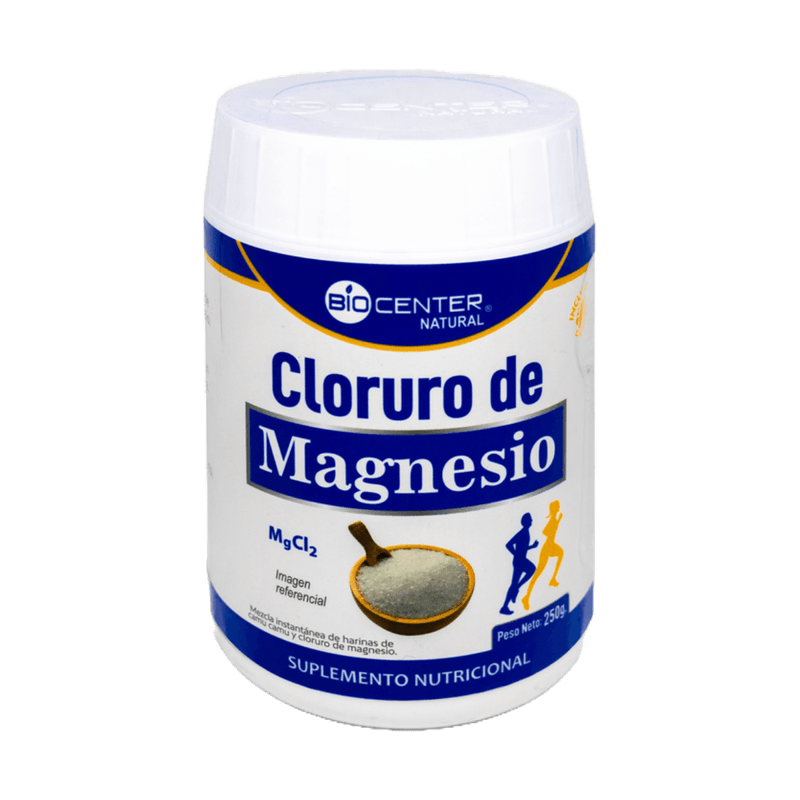 BIO CENTER
BIOCENTER®
NATURAL
Cloruro de
Magnesio
MgCl2
Imagen
referencial
Mezcla instantánea de harinas de
camu camu y cloruro de magnesio.
Peso Neto: 250g.
SUPLEMENTO NUTRICIONAL